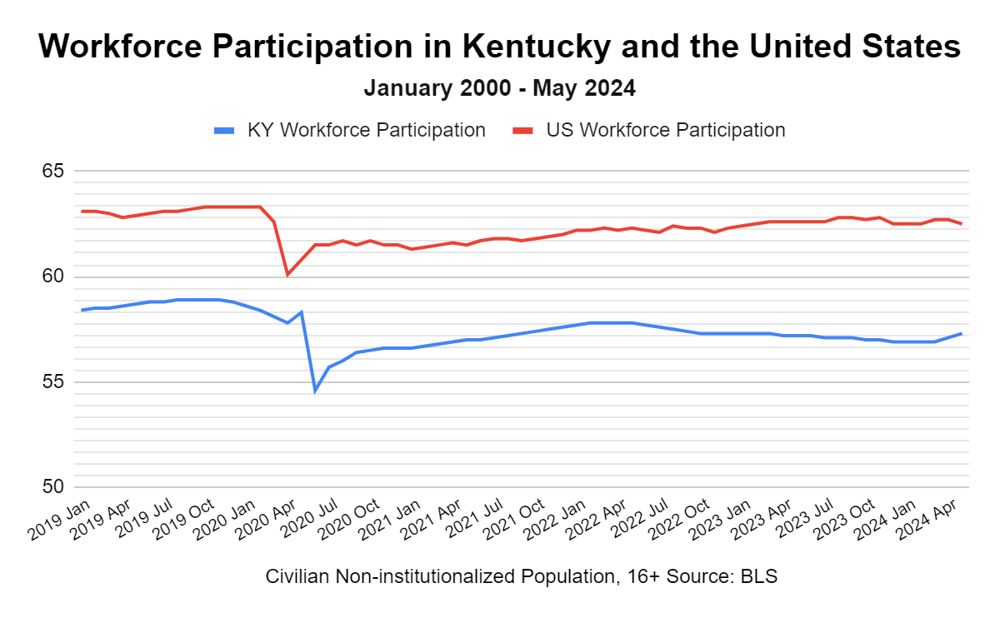 Workforce Participation in Kentucky and the United States
January 2000 - May 2024
KY Workforce Participation
US Workforce Participation
65
60
55
50
2019 Jan
2019 Apr
2019 Jul
2019 Oct
2020 Jan
2020 Apr
2020 Jul
2020 Oct
2021 Jan
2021 Apr
2021 Jul
2021 Oct
2022 Jan
2022 Apr
2022 Jul
2022 Oct
2023 Jan
2023 Apr
2023 Jul
2023 Oct
2024 Jan
2024 Apr
Civilian Non-institutionalized Population, 16+ Source: BLS